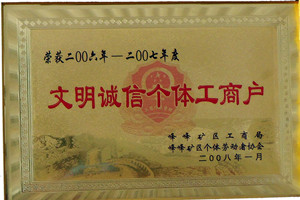 荣获二00六年—二00七年度
文明诚信个体工商户
峰峰矿区工商局
峰峰矿区个体劳动者协会
二00八年一月